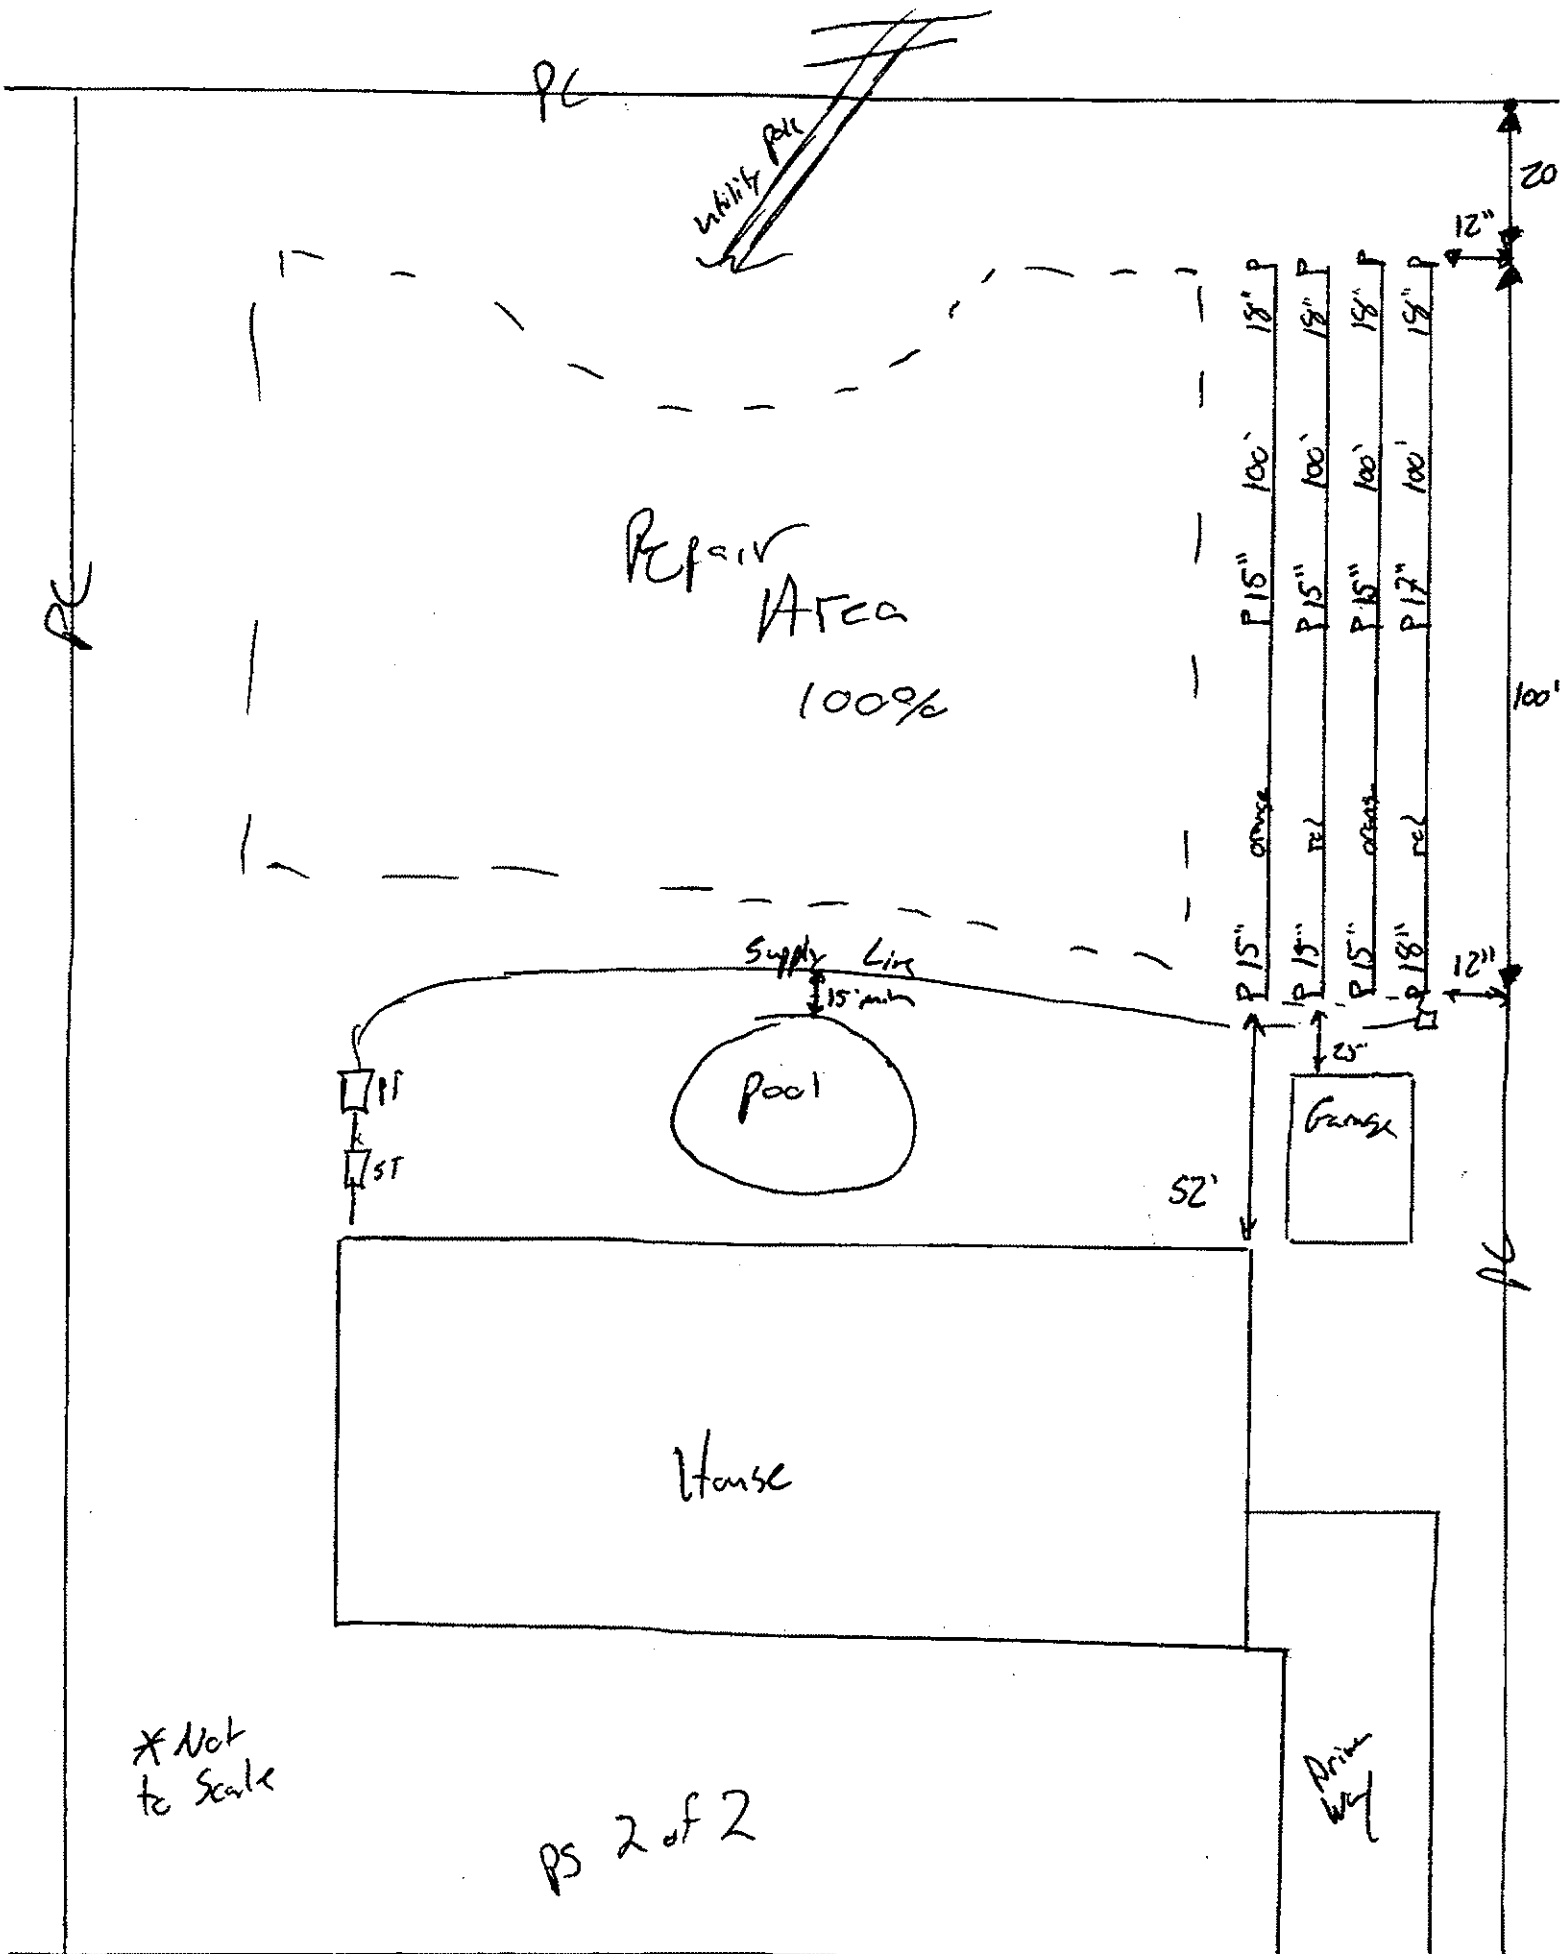 PL
utility pole
20
12"
P P P P
18" 18" 18" 18"
100' 100' 100' 100'
Repair
Area
100%
P 15" P 15" P 15" P 17"
PL
100'
orange red orang red
P 15" P 15" P 15" P 18"
12"
Supply Line
15' min
25'
PT
ST
Pool
Garage
52'
PL
House
* Not
to Scale
Drive
way
pg 2 of 2